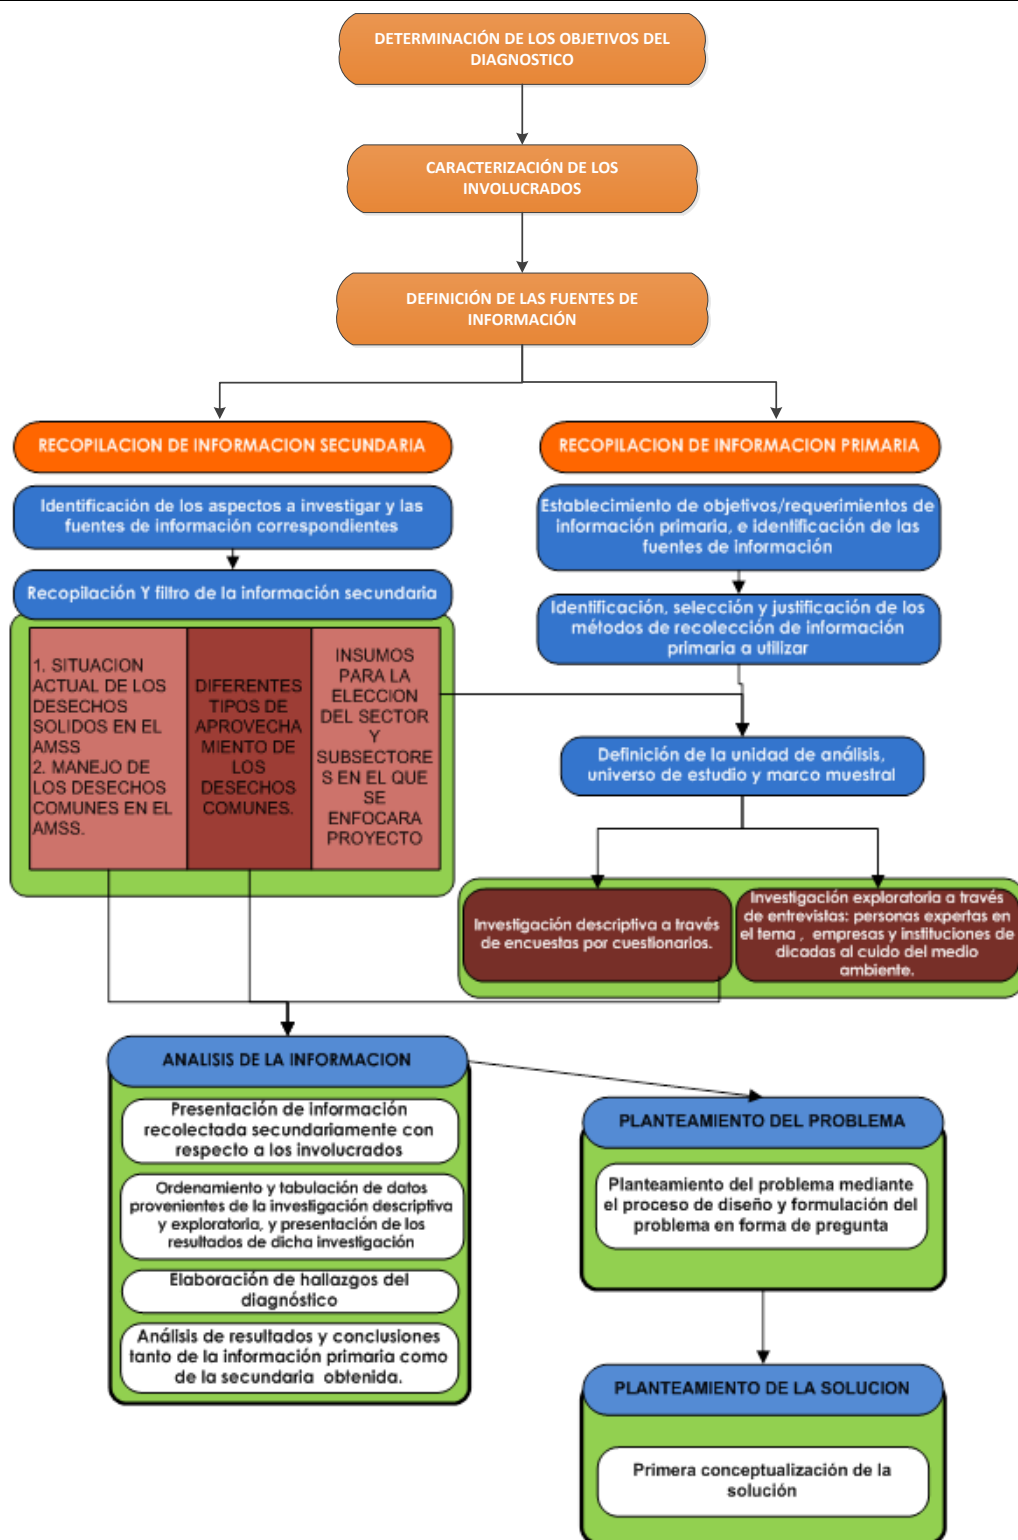 DETERMINACIÓN DE LOS OBJETIVOS DEL
DIAGNOSTICO
CARACTERIZACIÓN DE LOS
INVOLUCRADOS
DEFINICIÓN DE LAS FUENTES DE
INFORMACIÓN
RECOPILACION DE INFORMACION SECUNDARIA
Identificación de los aspectos a investigar y las
fuentes de información correspondientes
Recopilación Y filtro de la información secundaria
1. SITUACION
ACTUAL DE LOS
DESECHOS
SOLIDOS EN EL
AMSS
2. MANEJO DE
LOS DESECHOS
COMUNES EN EL
AMSS.
DIFERENTES
TIPOS DE
APROVECHA
MIENTO DE
LOS
DESECHOS
COMUNES.
INSUMOS
PARA LA
ELECCION
DEL SECTOR
Y
SUBSECTORE
S EN EL QUE
SE
ENFOCARA
PROYECTO
RECOPILACION DE INFORMACION PRIMARIA
Establecimiento de objetivos/requerimientos de
información primaria, e identificación de las
fuentes de información
Identificación, selección y justificación de los
métodos de recolección de información
primaria a utilizar
Definición de la unidad de análisis,
universo de estudio y marco muestral
Investigación descriptiva a través
de encuestas por cuestionarios.
Investigación exploratoria a través
de entrevistas: personas expertas en
el tema , empresas y instituciones de
dicadas al cuido del medio
ambiente.
ANALISIS DE LA INFORMACION
Presentación de información
recolectada secundariamente con
respecto a los involucrados
Ordenamiento y tabulación de datos
provenientes de la investigación descriptiva
y exploratoria, y presentación de los
resultados de dicha investigación
Elaboración de hallazgos del
diagnóstico
Análisis de resultados y conclusiones
tanto de la información primaria como
de la secundaria obtenida.
PLANTEAMIENTO DEL PROBLEMA
Planteamiento del problema mediante
el proceso de diseño y formulación del
problema en forma de pregunta
PLANTEAMIENTO DE LA SOLUCION
Primera conceptualización de la
solución